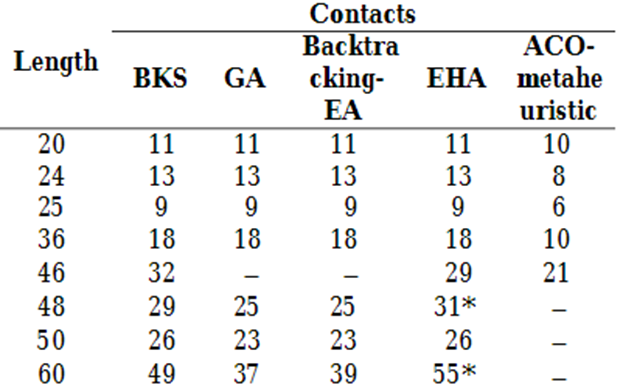 Contacts
Length BKS GA Backtra cking- EA EHA ACO- metahe uristic
20 11 11 11 11 10
24 13 13 13 13 8
25 9 9 9 9 6
36 18 18 18 18 10
46 32 – – 29 21
48 29 25 25 31* –
50 26 23 23 26 –
60 49 37 39 55* –